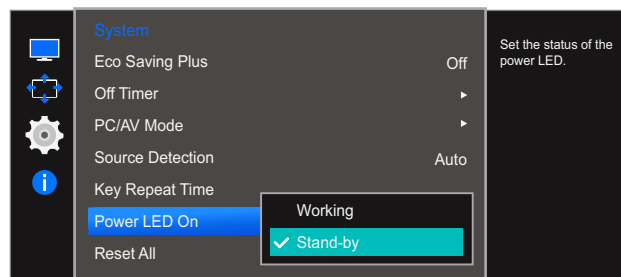 System
Eco Saving Plus Off
Off Timer
PC/AV Mode
Source Detection Auto
Key Repeat Time
Power LED On
Reset All
Working
Stand-by
Set the status of the
power LED.